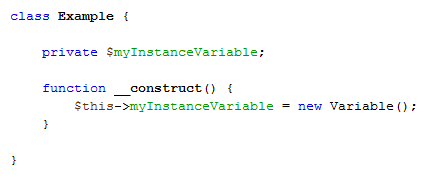 class Example {
private $myInstanceVariable;
function __construct() {
$this->myInstanceVariable = new Variable();
}
}